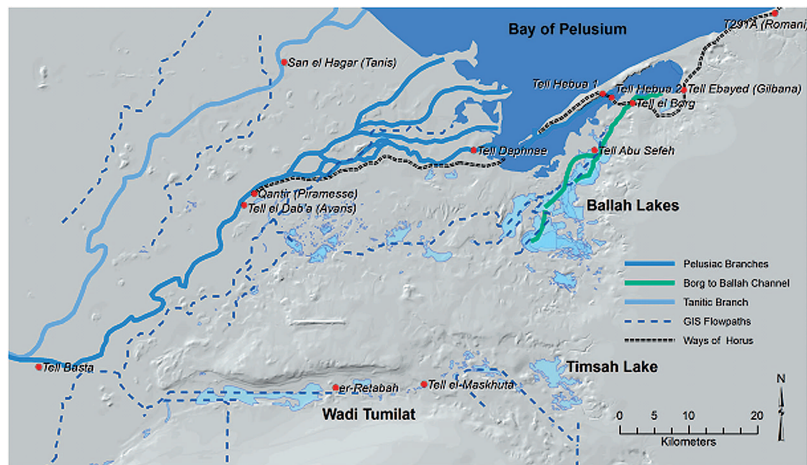 Bay of Pelusium
T291A (Romani)
San el Hagar (Tanis)
Tell Hebua 1
Tell Hebua 2
Tell Ebayed (Gilbana)
Tell el Borg
Tell Daphnae
Tell Abu Sefeh
Qantir (Piramesse)
Tell el Dab'a (Avaris)
Ballah Lakes
Pelusiac Branches
Borg to Ballah Channel
Tanitic Branch
GIS Flowpaths
Ways of Horus
Tell Basta
er-Retabah
Tell el-Maskhuta
Timsah Lake
Wadi Tumilat
N
0 5 10 20
Kilometers